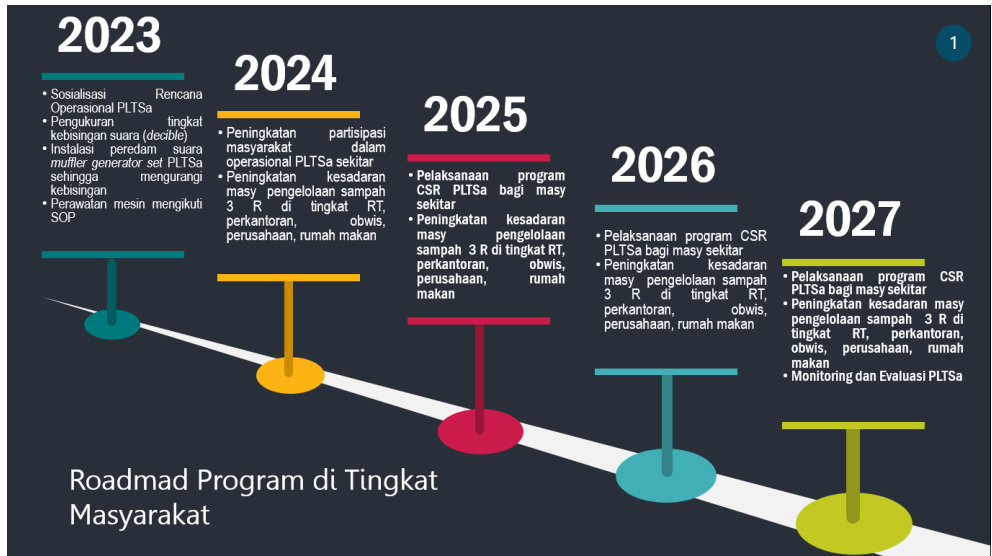 2023
• Sosialisasi Rencana
Operasional PLTSa
• Pengukuran tingkat
kebisingan suara (decible)
• Instalasi peredam suara
muffler generator set PLTSa
sehingga mengurangi
kebisingan
• Perawatan mesin mengikuti
SOP
2024
• Peningkatan partisipasi
masyarakat dalam
operasional PLTSa sekitar
• Peningkatan kesadaran
masy pengelolaan sampah
3 R di tingkat RT,
perkantoran, obwis,
perusahaan, rumah makan
2025
• Pelaksanaan program
CSR PLTSa bagi masy
sekitar
• Peningkatan kesadaran
masy pengelolaan
sampah 3 R di tingkat RT,
perkantoran, obwis,
perusahaan, rumah
makan
2026
• Pelaksanaan program CSR
PLTSa bagi masy sekitar
• Peningkatan kesadaran
masy pengelolaan sampah
3 R di tingkat RT,
perkantoran, obwis,
perusahaan, rumah makan
2027
• Pelaksanaan program CSR
PLTSa bagi masy sekitar
• Peningkatan kesadaran masy
pengelolaan sampah 3 R di
tingkat RT, perkantoran,
obwis, perusahaan, rumah
makan
• Monitoring dan Evaluasi PLTSa
1
Roadmad Program di Tingkat
Masyarakat